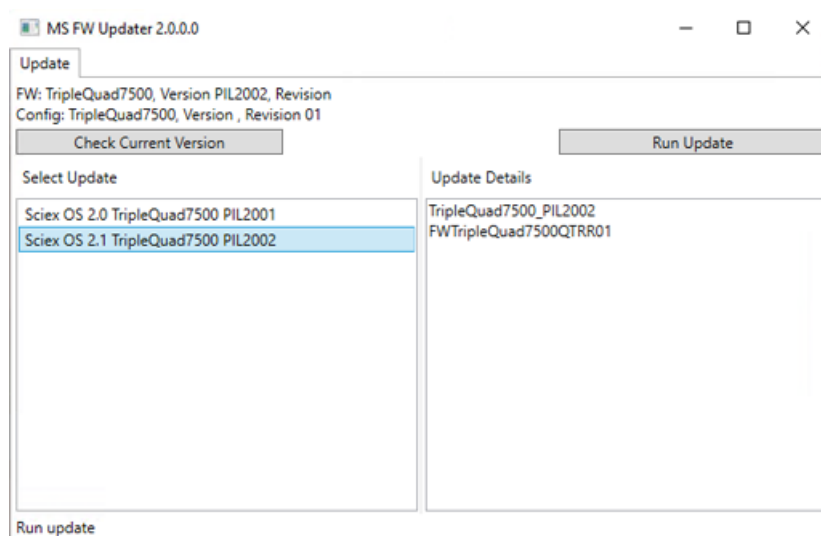 MS FW Updater 2.0.0.0
Update
FW: TripleQuad7500, Version PIL2002, Revision
Config: TripleQuad7500, Version , Revision 01
Check Current Version
Run Update
Select Update
Update Details
Sciex OS 2.0 TripleQuad7500 PIL2001
Sciex OS 2.1 TripleQuad7500 PIL2002
TripleQuad7500_PIL2002
FWTripleQuad7500QTRR01
Run update